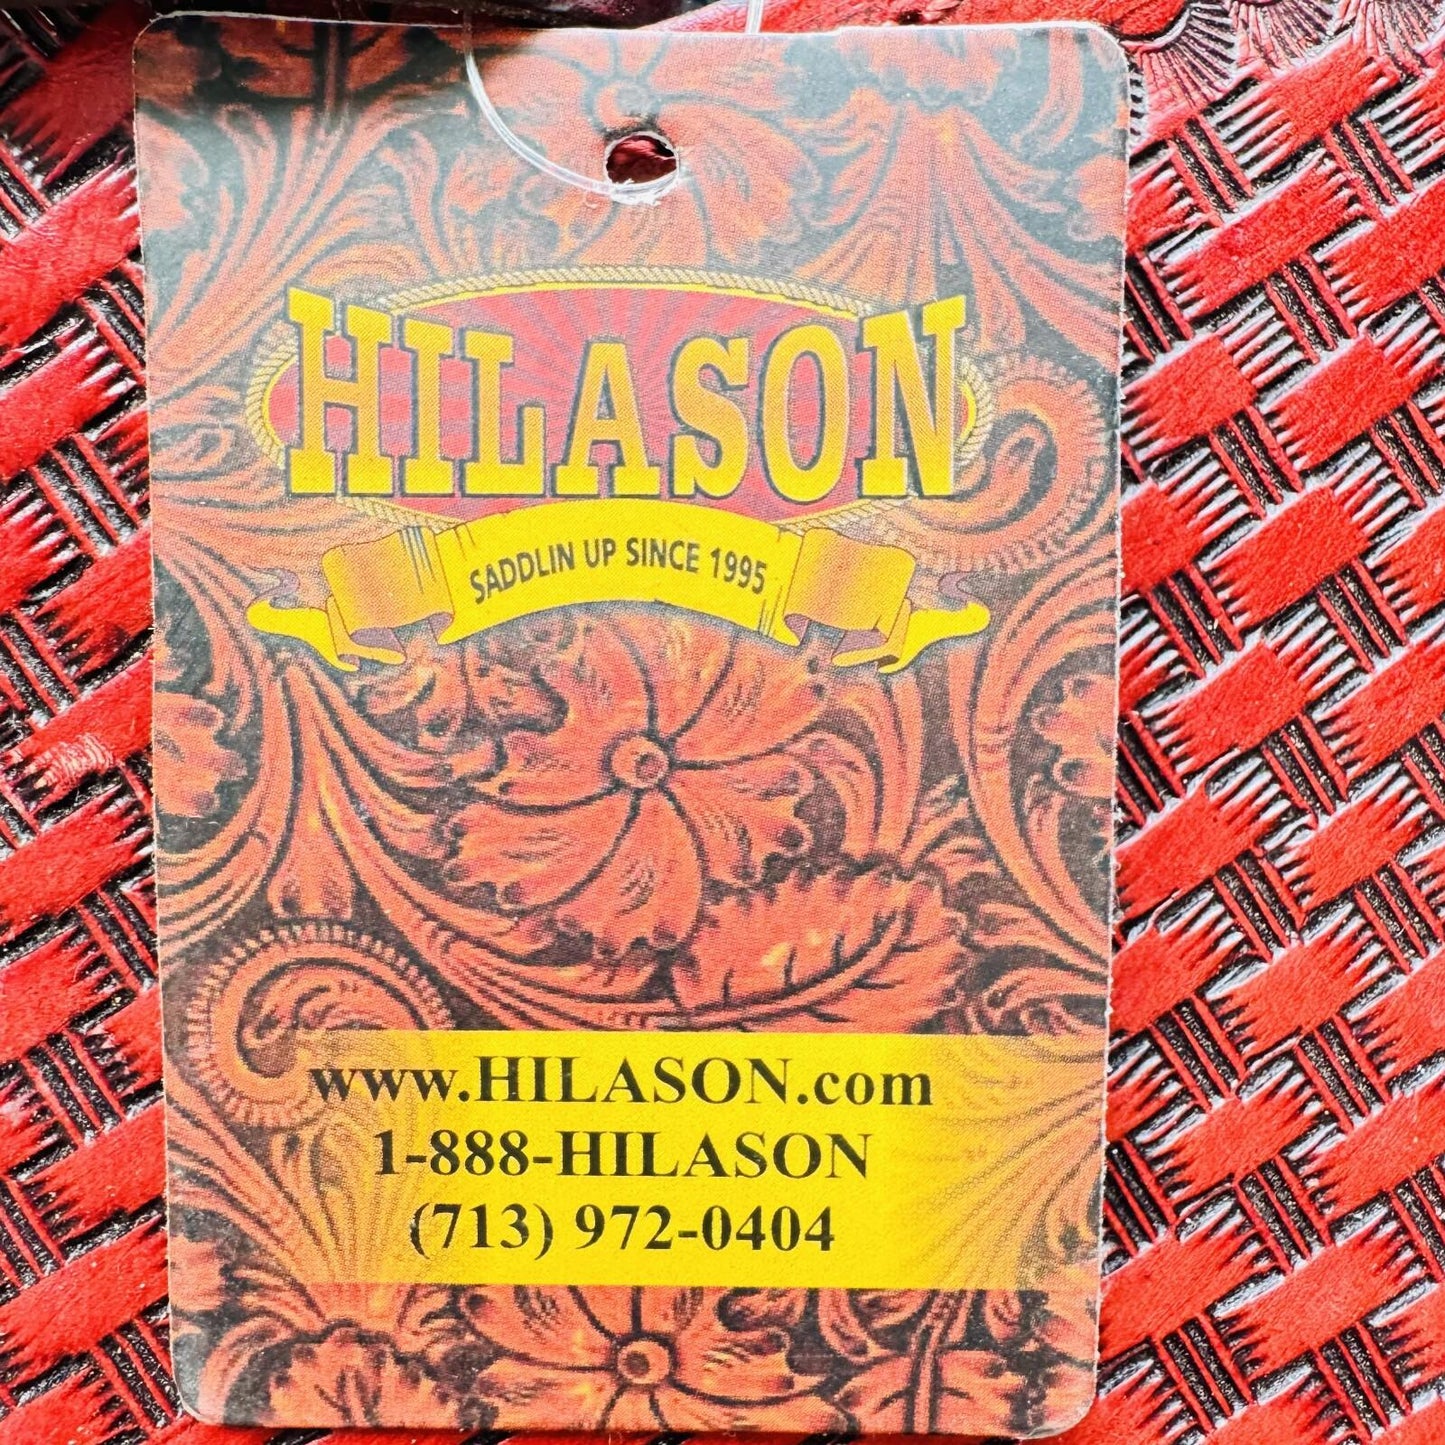 HILASON
SADDLIN UP SINCE 1995
www.HILASON.com
1-888-HILASON
(713) 972-0404